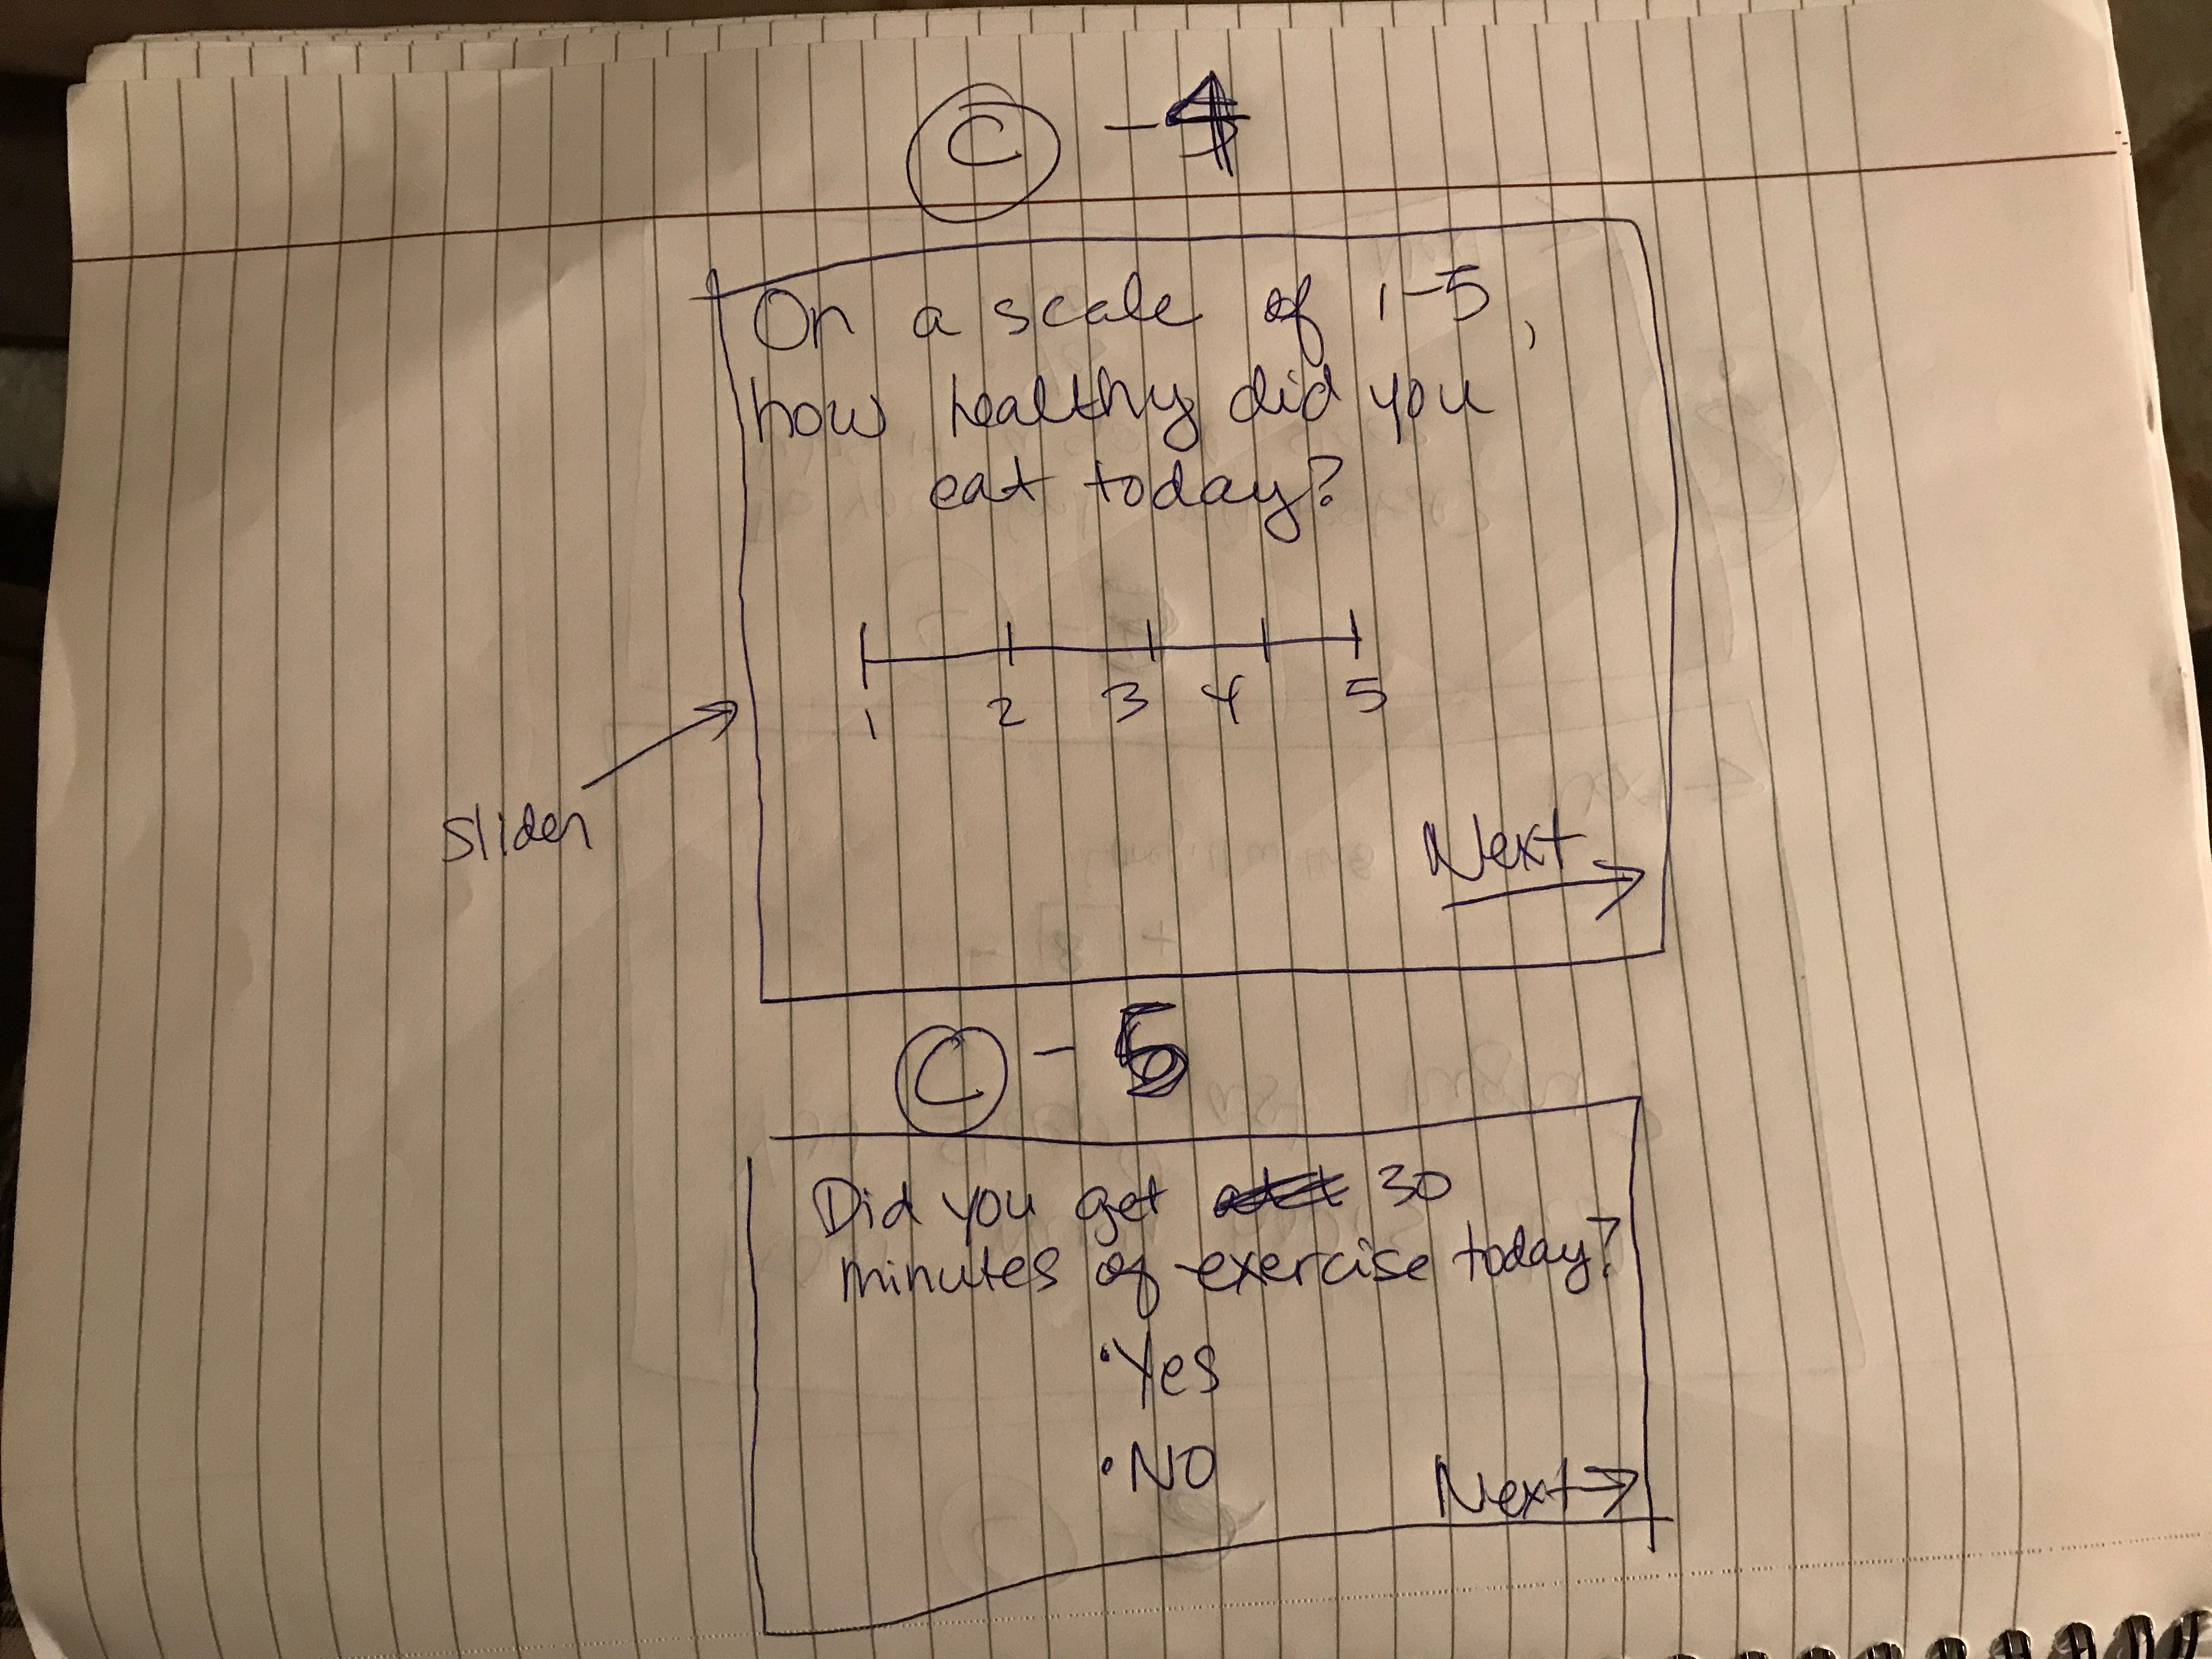 C - 4
On a scale of 1-5,
how healthy did you
eat today?
1 2 3 4 5
slider
Next
C - 5
Did you get 30
minutes of exercise today?
• Yes
• NO
Next →